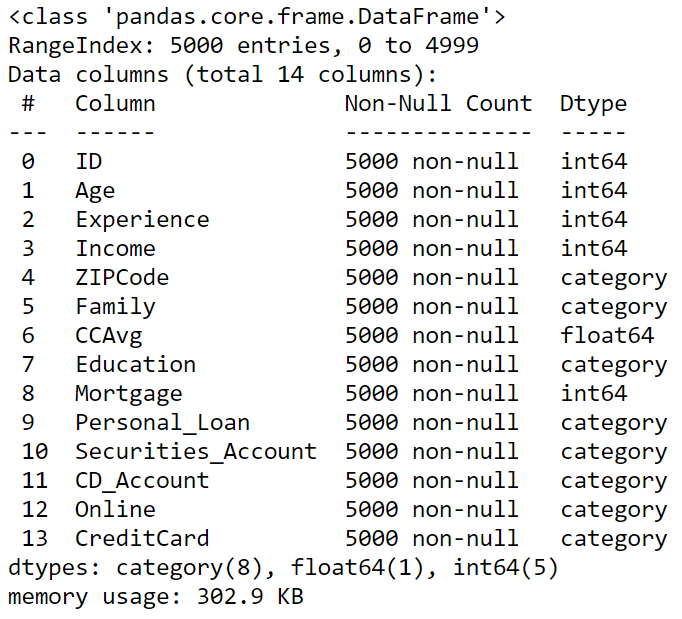 <class 'pandas.core.frame.DataFrame'>
RangeIndex: 5000 entries, 0 to 4999
Data columns (total 14 columns):
 #   Column              Non-Null Count  Dtype
---  ------              --------------  -----
 0   ID                  5000 non-null   int64
 1   Age                 5000 non-null   int64
 2   Experience          5000 non-null   int64
 3   Income              5000 non-null   int64
 4   ZIPCode             5000 non-null   category
 5   Family              5000 non-null   category
 6   CCAvg               5000 non-null   float64
 7   Education           5000 non-null   category
 8   Mortgage            5000 non-null   int64
 9   Personal_Loan       5000 non-null   category
 10  Securities_Account  5000 non-null   category
 11  CD_Account          5000 non-null   category
 12  Online              5000 non-null   category
 13  CreditCard          5000 non-null   category
dtypes: category(8), float64(1), int64(5)
memory usage: 302.9 KB